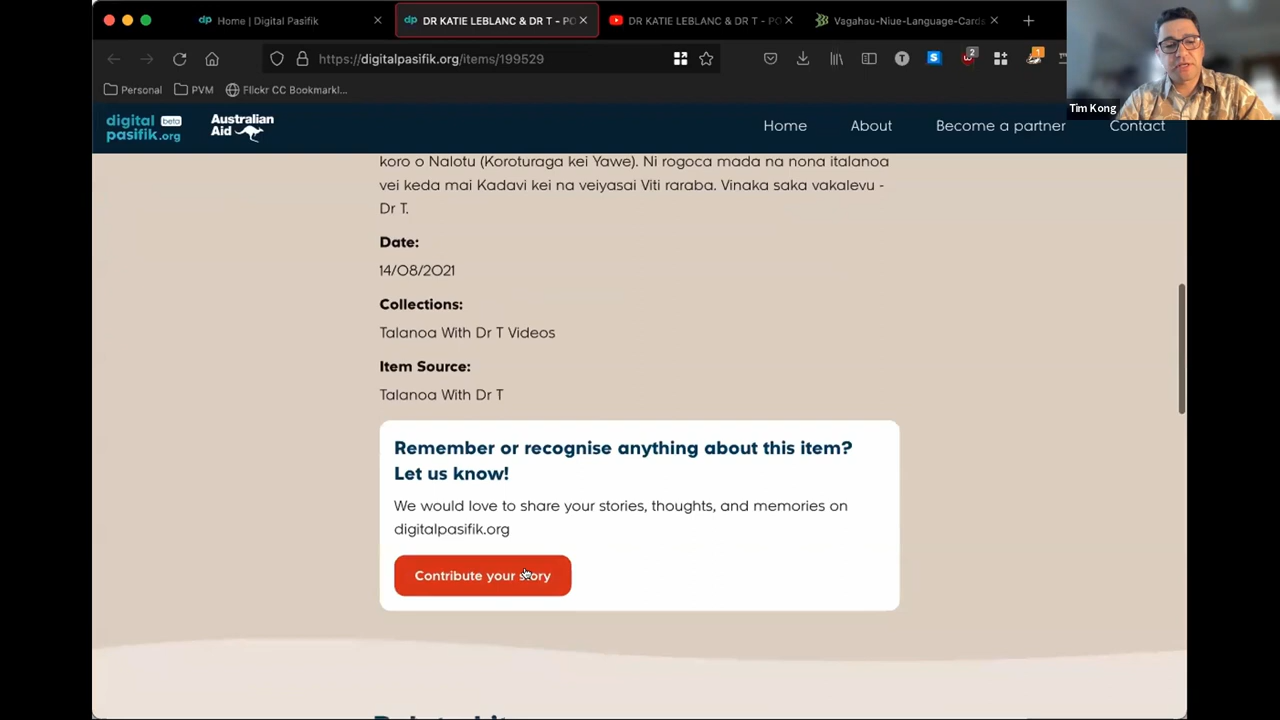 Home | Digital Pasifik
DR KATIE LEBLANC & DR T - PO
DR KATIE LEBLANC & DR T - PO
Vagahau-Niue-Language-Cards
https://digitalpasifik.org/items/199529
2
1
Personal
PVM
Flickr CC Bookmarkl...
Tim Kong
digital beta
pasifik.org
Australian
Aid
Home
About
Become a partner
Contact
koro o Nalotu (Koroturaga kei Yawe). Ni rogoca mada na nona italanoa
vei keda mai Kadavi kei na veiyasai Viti raraba. Vinaka saka vakalevu -
Dr T.
Date:
14/08/2021
Collections:
Talanoa With Dr T Videos
Item Source:
Talanoa With Dr T
Remember or recognise anything about this item?
Let us know!
We would love to share your stories, thoughts, and memories on
digitalpasifik.org
Contribute your story